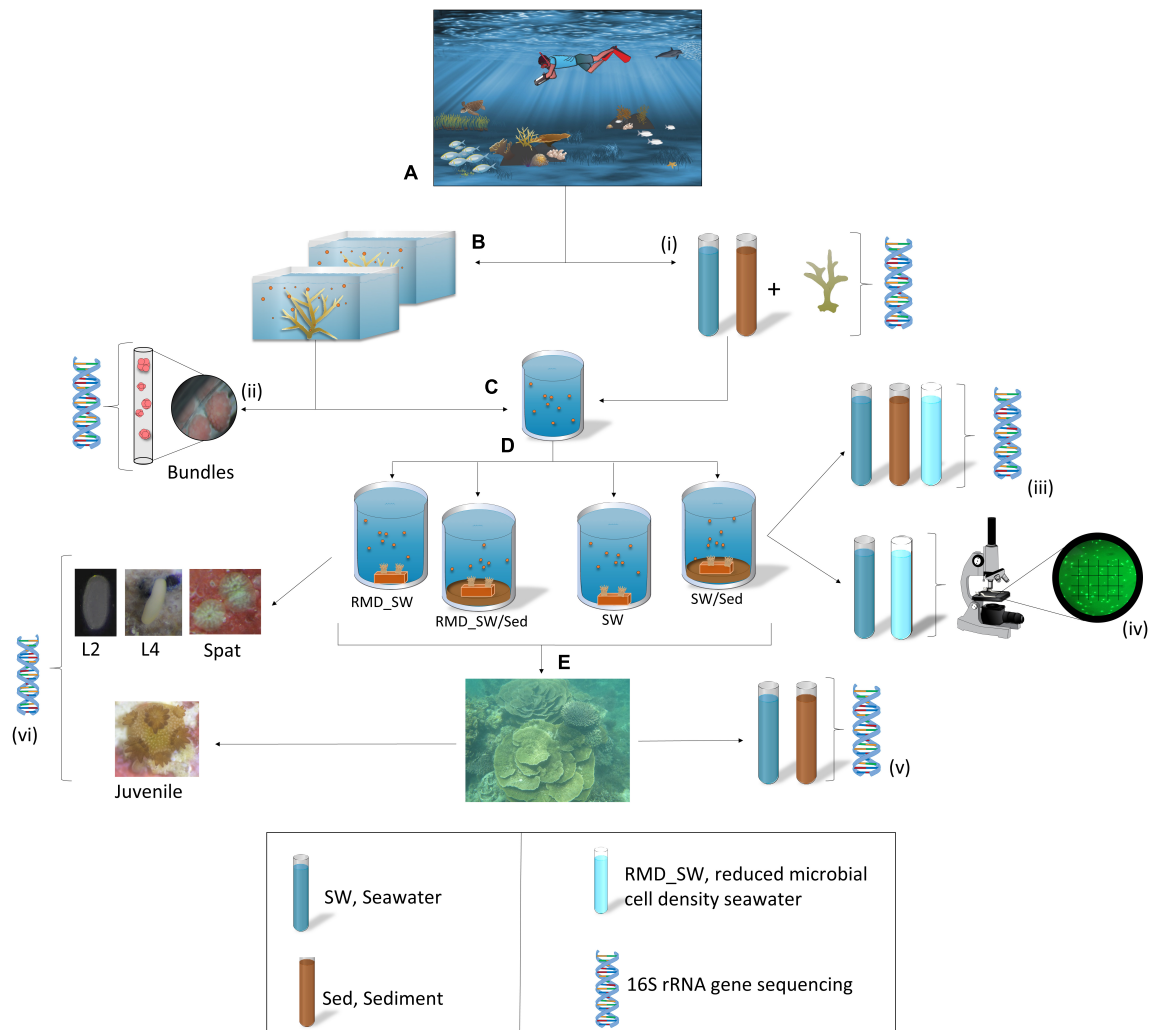 A
B
(i)
+
C
(ii)
Bundles
D
(iii)
RMD_SW
RMD_SW/Sed
SW
SW/Sed
(iv)
L2
L4
Spat
(vi)
E
Juvenile
(v)
SW, Seawater
RMD_SW, reduced microbial
cell density seawater
Sed, Sediment
16S rRNA gene sequencing